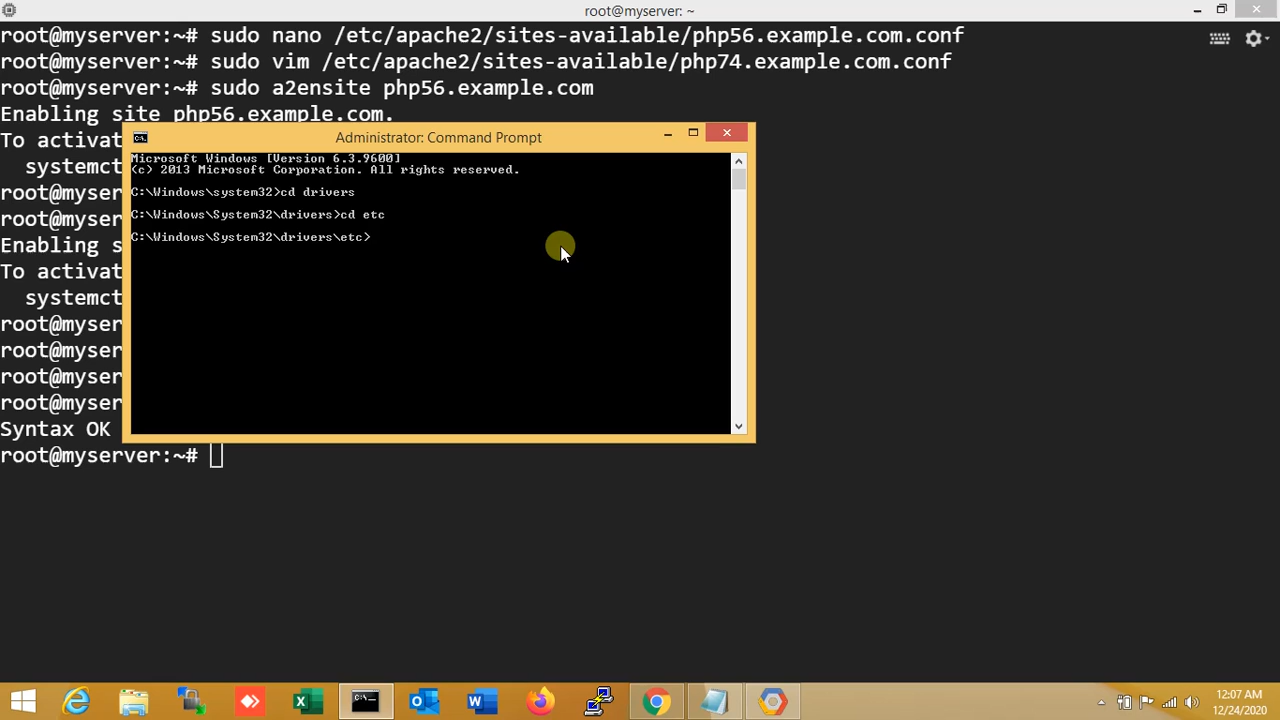 root@myserver: ~
root@myserver:~# sudo nano /etc/apache2/sites-available/php56.example.com.conf
root@myserver:~# sudo vim /etc/apache2/sites-available/php74.example.com.conf
root@myserver:~# sudo a2ensite php56.example.com
Enabling site php56.example.com.
To activat
systemct
root@myser
root@myser
Enabling s
To activat
systemct
root@myser
root@myser
root@myser
root@myser
Syntax OK
root@myserver:~#
Administrator: Command Prompt
C:\.
Microsoft Windows [Version 6.3.9600]
(c) 2013 Microsoft Corporation. All rights reserved.
C:\Windows\system32>cd drivers
C:\Windows\System32\drivers>cd etc
C:\Windows\System32\drivers\etc>
12:07 AM
12/24/2020